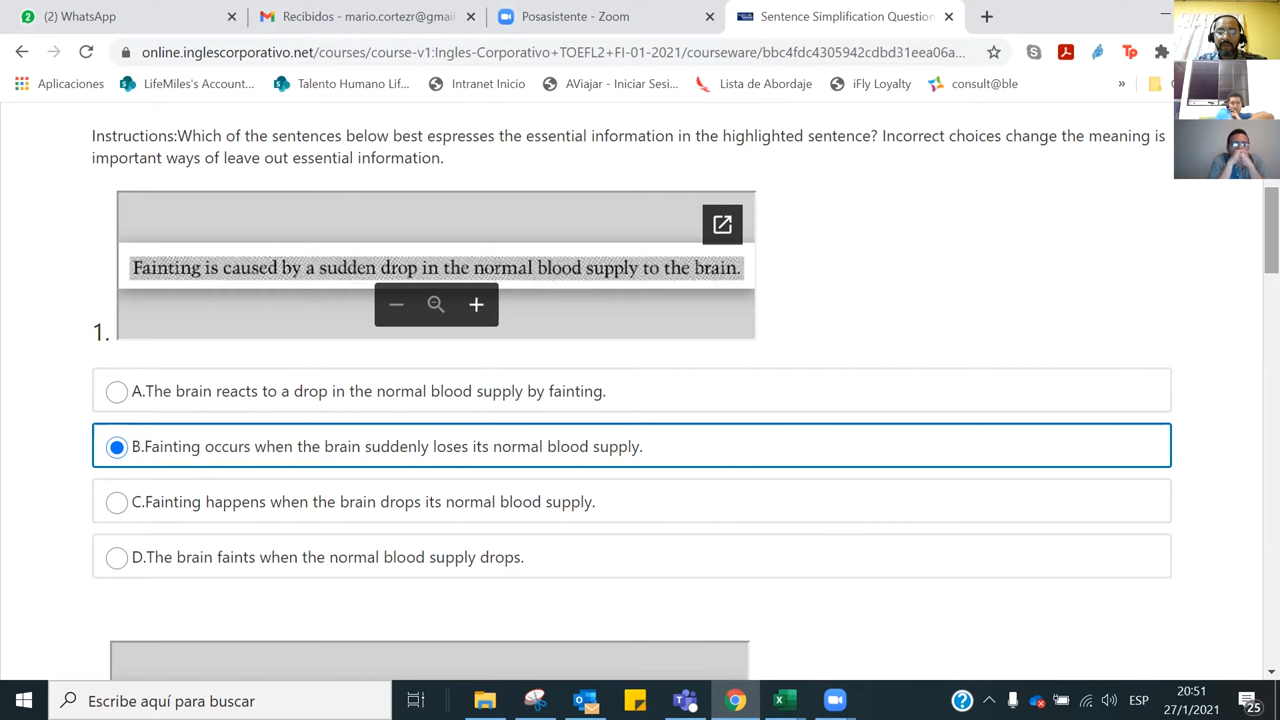 2
(2) WhatsApp
Recibidos - mario.cortezr@gmail
Posasistente - Zoom
Sentence Simplification Question
online.inglescorporativo.net/courses/course-v1:Ingles-Corporativo+TOEFL2+FI-01-2021/courseware/bbc4fdc4305942cdbd31eea06a...
Aplicaciones
LifeMiles's Account...
Talento Humano Lif...
Intranet Inicio
AViajar - Iniciar Sesi...
Lista de Abordaje
iFly Loyalty
consult@ble
»
Instructions:Which of the sentences below best espresses the essential information in the highlighted sentence? Incorrect choices change the meaning is
important ways of leave out essential information.
Fainting is caused by a sudden drop in the normal blood supply to the brain.
1.
A.The brain reacts to a drop in the normal blood supply by fainting.
B.Fainting occurs when the brain suddenly loses its normal blood supply.
C.Fainting happens when the brain drops its normal blood supply.
D.The brain faints when the normal blood supply drops.
Escribe aquí para buscar
ESP
20:51
27/1/2021
25